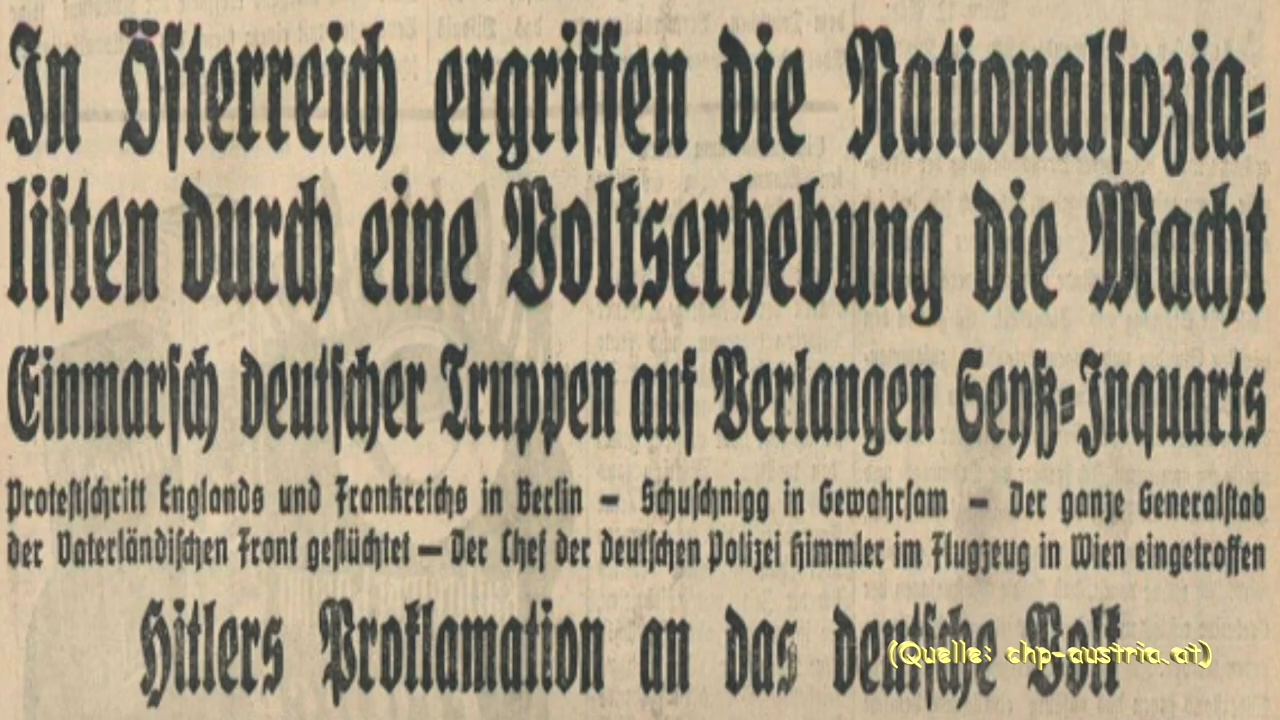 In Österreich ergriffen die Nationalsozia-
listen durch eine Volkserhebung die Macht
Einmarsch deutscher Truppen auf Verlangen Seyß-Inquarts
Protestschritt Englands und Frankreichs in Berlin – Schuschnigg in Gewahrsam – Der ganze Generalstab
der Vaterländischen Front geflüchtet – Der Chef der deutschen Polizei Himmler im Flugzeug in Wien eingetroffen
Hitlers Proklamation an das deutsche Volk
(Quelle: chp-austria.at)